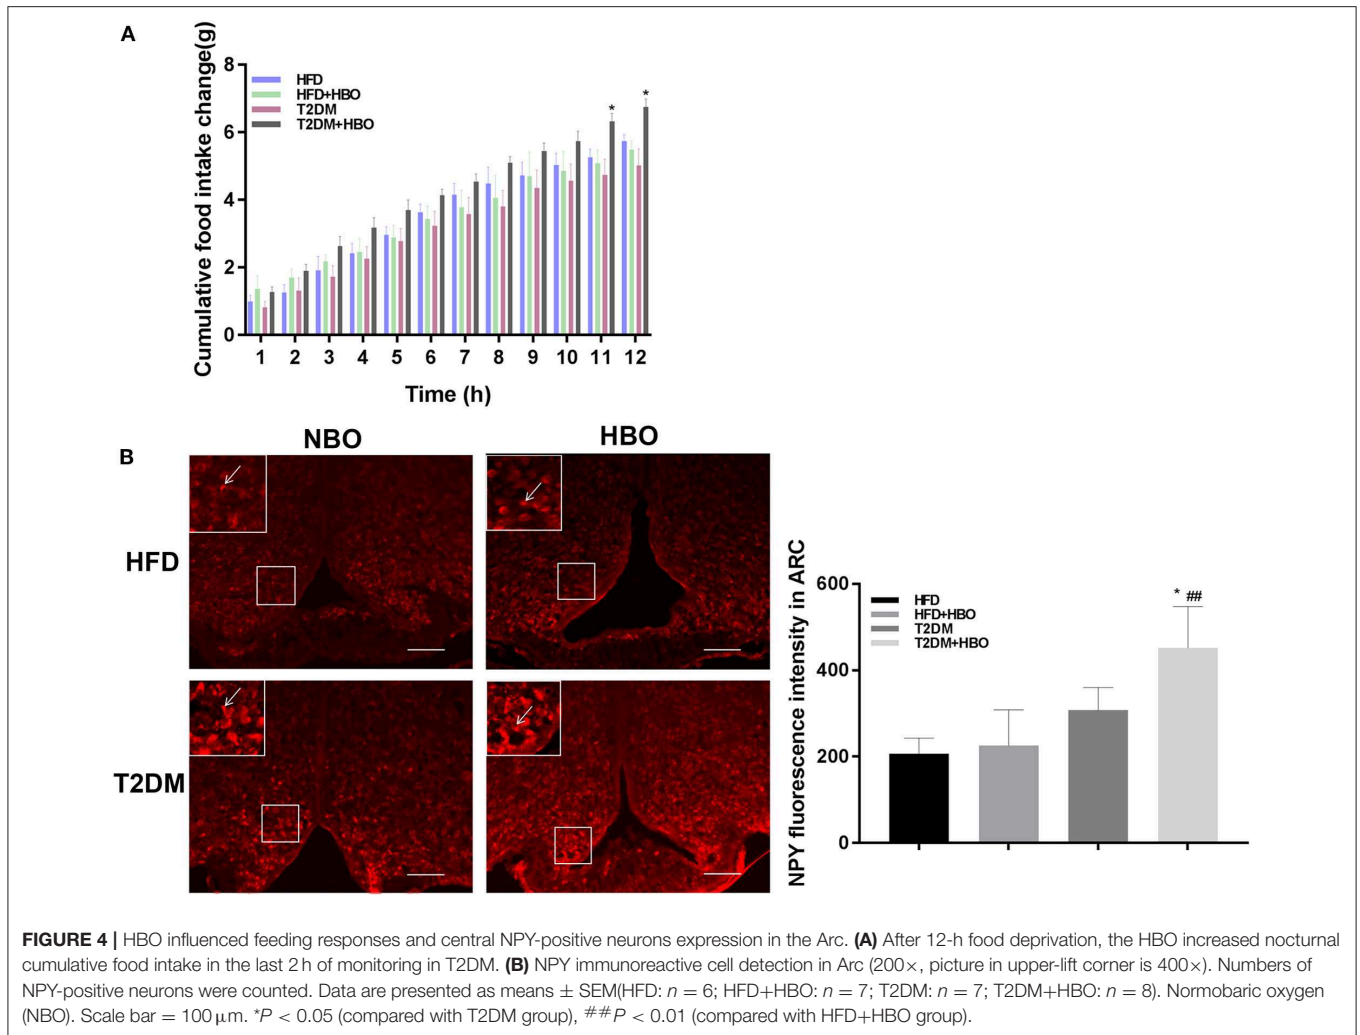 A
Cumulative food intake change(g)
8
6
4
2
0
HFD
HFD+HBO
T2DM
T2DM+HBO
*
*
1 2 3 4 5 6 7 8 9 10 11 12
Time (h)
B
NBO
HBO
HFD
T2DM
NPY fluorescence intensity in ARC
600
400
200
0
HFD
HFD+HBO
T2DM
T2DM+HBO
* ##
FIGURE 4 | HBO influenced feeding responses and central NPY-positive neurons expression in the Arc. (A) After 12-h food deprivation, the HBO increased nocturnal
cumulative food intake in the last 2 h of monitoring in T2DM. (B) NPY immunoreactive cell detection in Arc (200×, picture in upper-lift corner is 400×). Numbers of
NPY-positive neurons were counted. Data are presented as means ± SEM(HFD: n = 6; HFD+HBO: n = 7; T2DM: n = 7; T2DM+HBO: n = 8). Normobaric oxygen
(NBO). Scale bar = 100 μm. *P < 0.05 (compared with T2DM group), ##P < 0.01 (compared with HFD+HBO group).